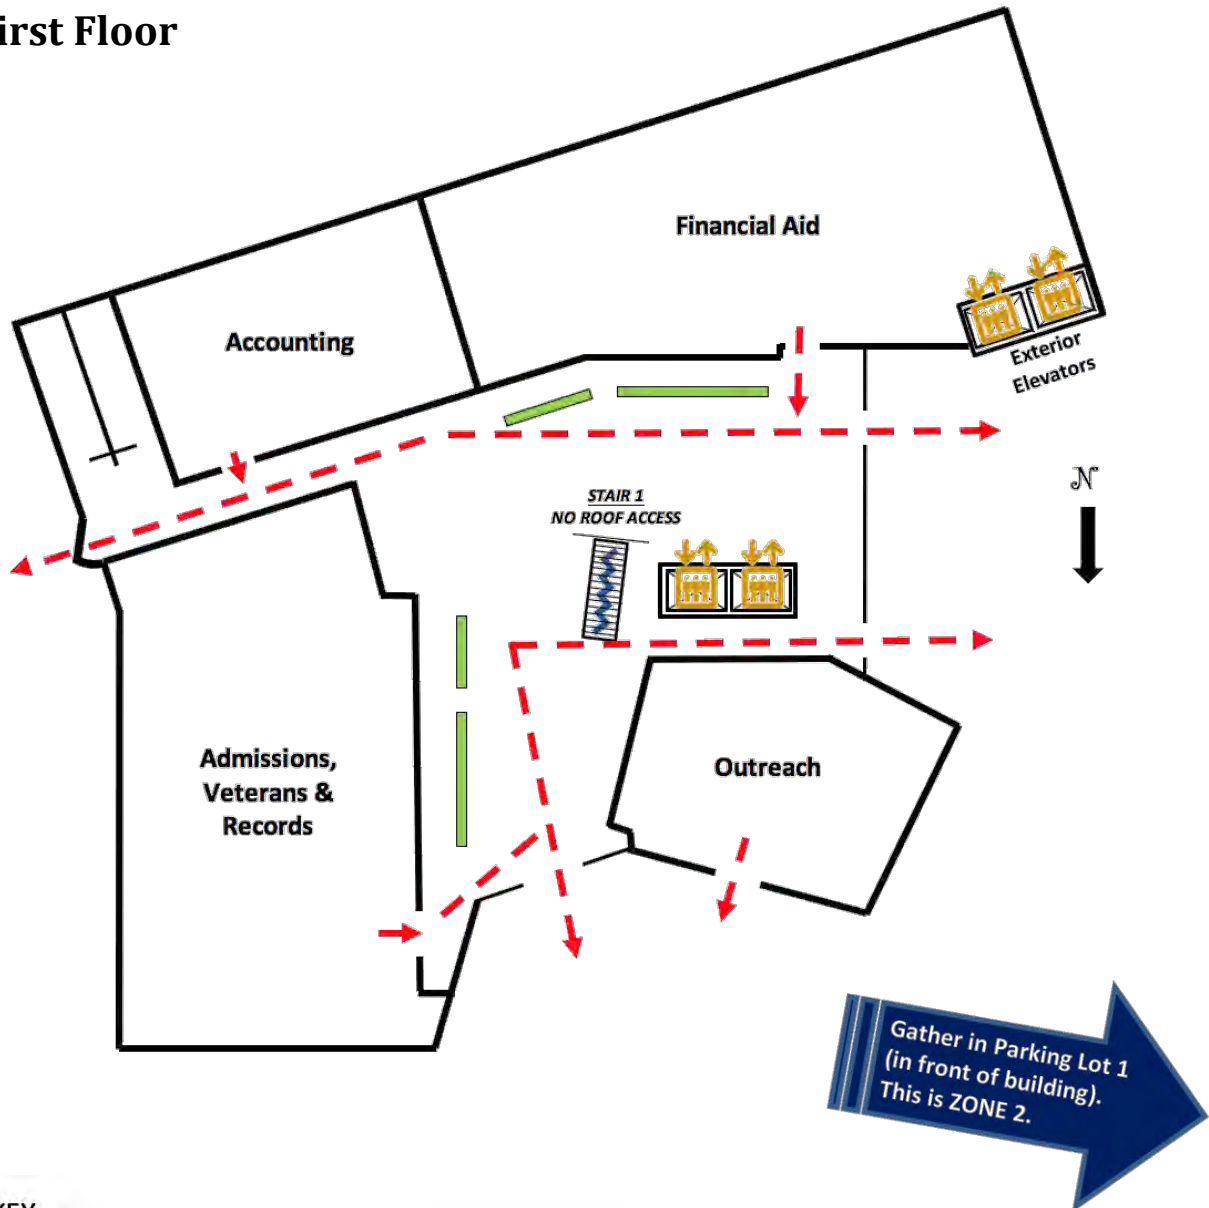 irst Floor
Financial Aid
Accounting
Exterior
Elevators
STAIR 1
NO ROOF ACCESS
N
Admissions,
Veterans &
Records
Outreach
Gather in Parking Lot 1
(in front of building).
This is ZONE 2.